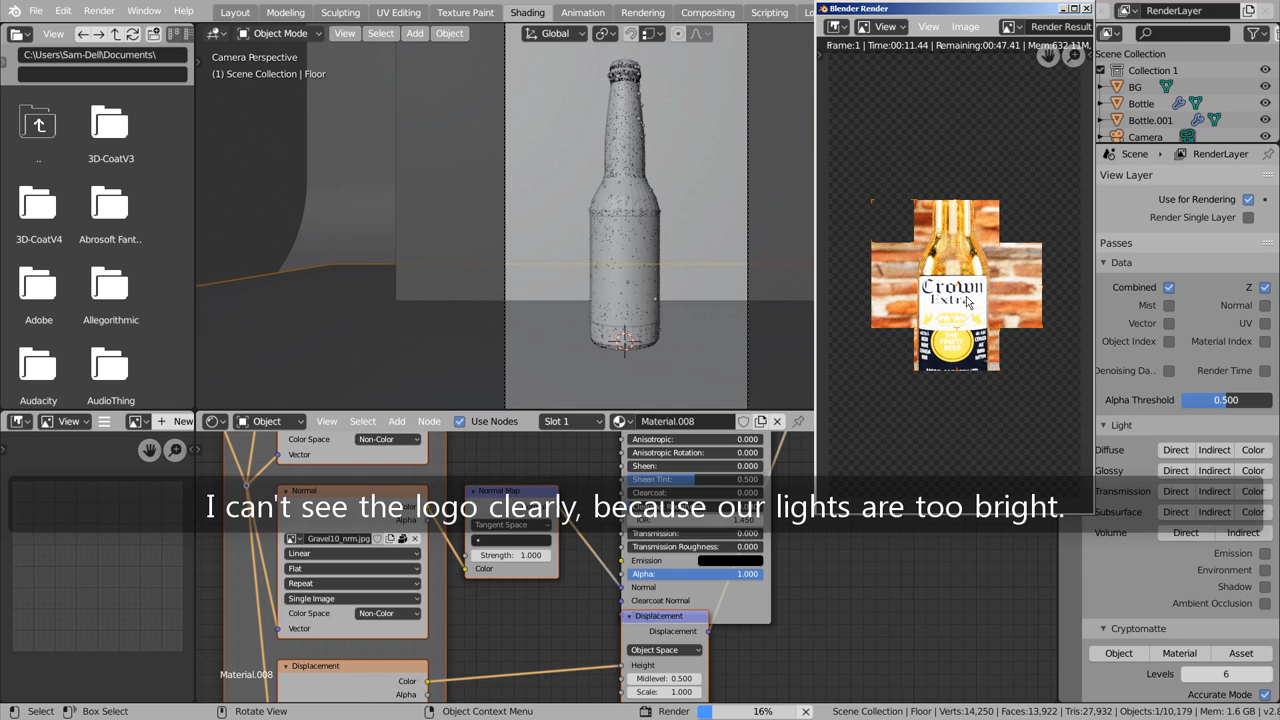 File Edit Render Window Help
Layout Modeling Sculpting UV Editing Texture Paint Shading Animation Rendering Compositing Scripting
Blender Render
RenderLayer
View
Object Mode View Select Add Object
Global
View View Image Render Result
C:\Users\Sam-Dell\Documents\
Camera Perspective
(1) Scene Collection | Floor
Frame:1 | Time:00:11.44 | Remaining:00:47.41 | Mem:632.11M,
Scene Collection
Collection 1
BG
Bottle
Bottle.001
Camera
..
3D-CoatV3
3D-CoatV4
Abrosoft Fant..
Adobe
Allegorithmic
Audacity
AudioThing
Crown
Extra
THE
FINEST
BEER
Scene RenderLayer
View Layer
Use for Rendering
Render Single Layer
Passes
Data
Combined Z
Mist Normal
Vector UV
Object Index Material Index
Denoising Da.. Render Time
Alpha Threshold 0.500
Light
Diffuse Direct Indirect Color
Glossy Direct Indirect Color
Transmission Direct Indirect Color
Subsurface Direct Indirect Color
Volume Direct Indirect
Emission
Environment
Shadow
Ambient Occlusion
Cryptomatte
Object Material Asset
Levels 6
Accurate Mode
View New
Object View Select Add Node Use Nodes Slot 1 Material.008
Color Space Non-Color
Vector
Normal
Alpha
Gravel10_nrm.jpg
Linear
Flat
Repeat
Single Image
Color Space Non-Color
Vector
Displacement
Color
Alpha
Material.008
Normal Map
Tangent Space
Strength: 1.000
Color
Anisotropic: 0.000
Anisotropic Rotation: 0.000
Sheen: 0.000
Sheen Tint: 0.500
Clearcoat: 0.000
IOR: 1.450
Transmission: 0.000
Transmission Roughness: 0.000
Emission
Alpha: 1.000
Normal
Clearcoat Normal
Displacement
Displacement
Object Space
Height
Midlevel: 0.500
Scale: 1.000
I can't see the logo clearly, because our lights are too bright.
Select Box Select Rotate View Object Context Menu Render 16% Scene Collection | Floor | Verts:14,250 | Faces:13,922 | Tris:27,932 | Objects:1/10,179 | Mem: 1.6 GB | v2.8